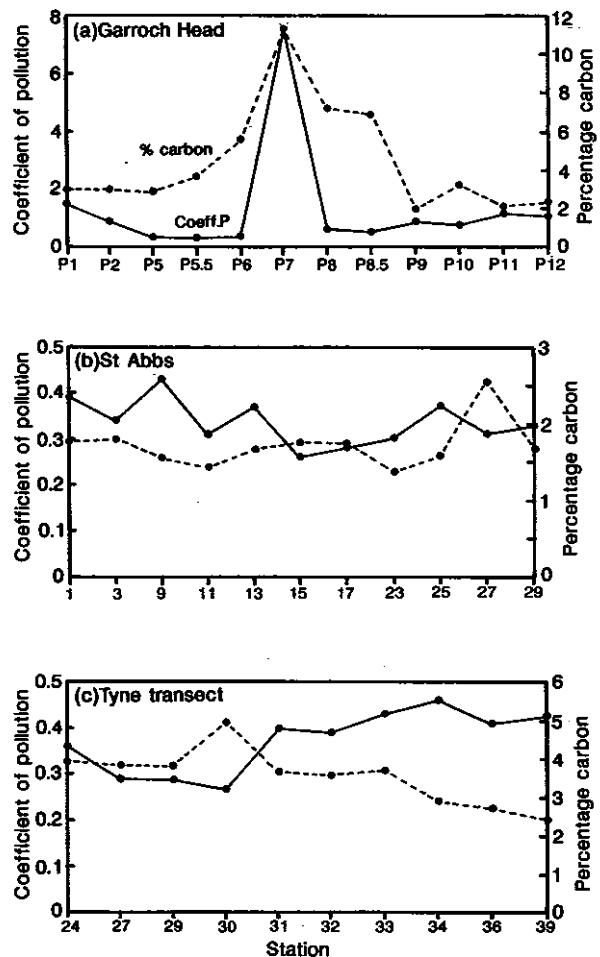 (a)Garroch Head
Coefficient of pollution
Percentage carbon
8
6
4
2
0
12
10
8
6
4
2
0
% carbon
Coeff.P
P1 P2 P5 P5.5 P6 P7 P8 P8.5 P9 P10 P11 P12
(b)St Abbs
Coefficient of pollution
Percentage carbon
0.5
0.4
0.3
0.2
0.1
0
3
2
1
0
1 3 9 11 13 15 17 23 25 27 29
(c)Tyne transect
Coefficient of pollution
Percentage carbon
0.5
0.4
0.3
0.2
0.1
0
6
5
4
3
2
1
0
24 27 29 30 31 32 33 34 36 39
Station